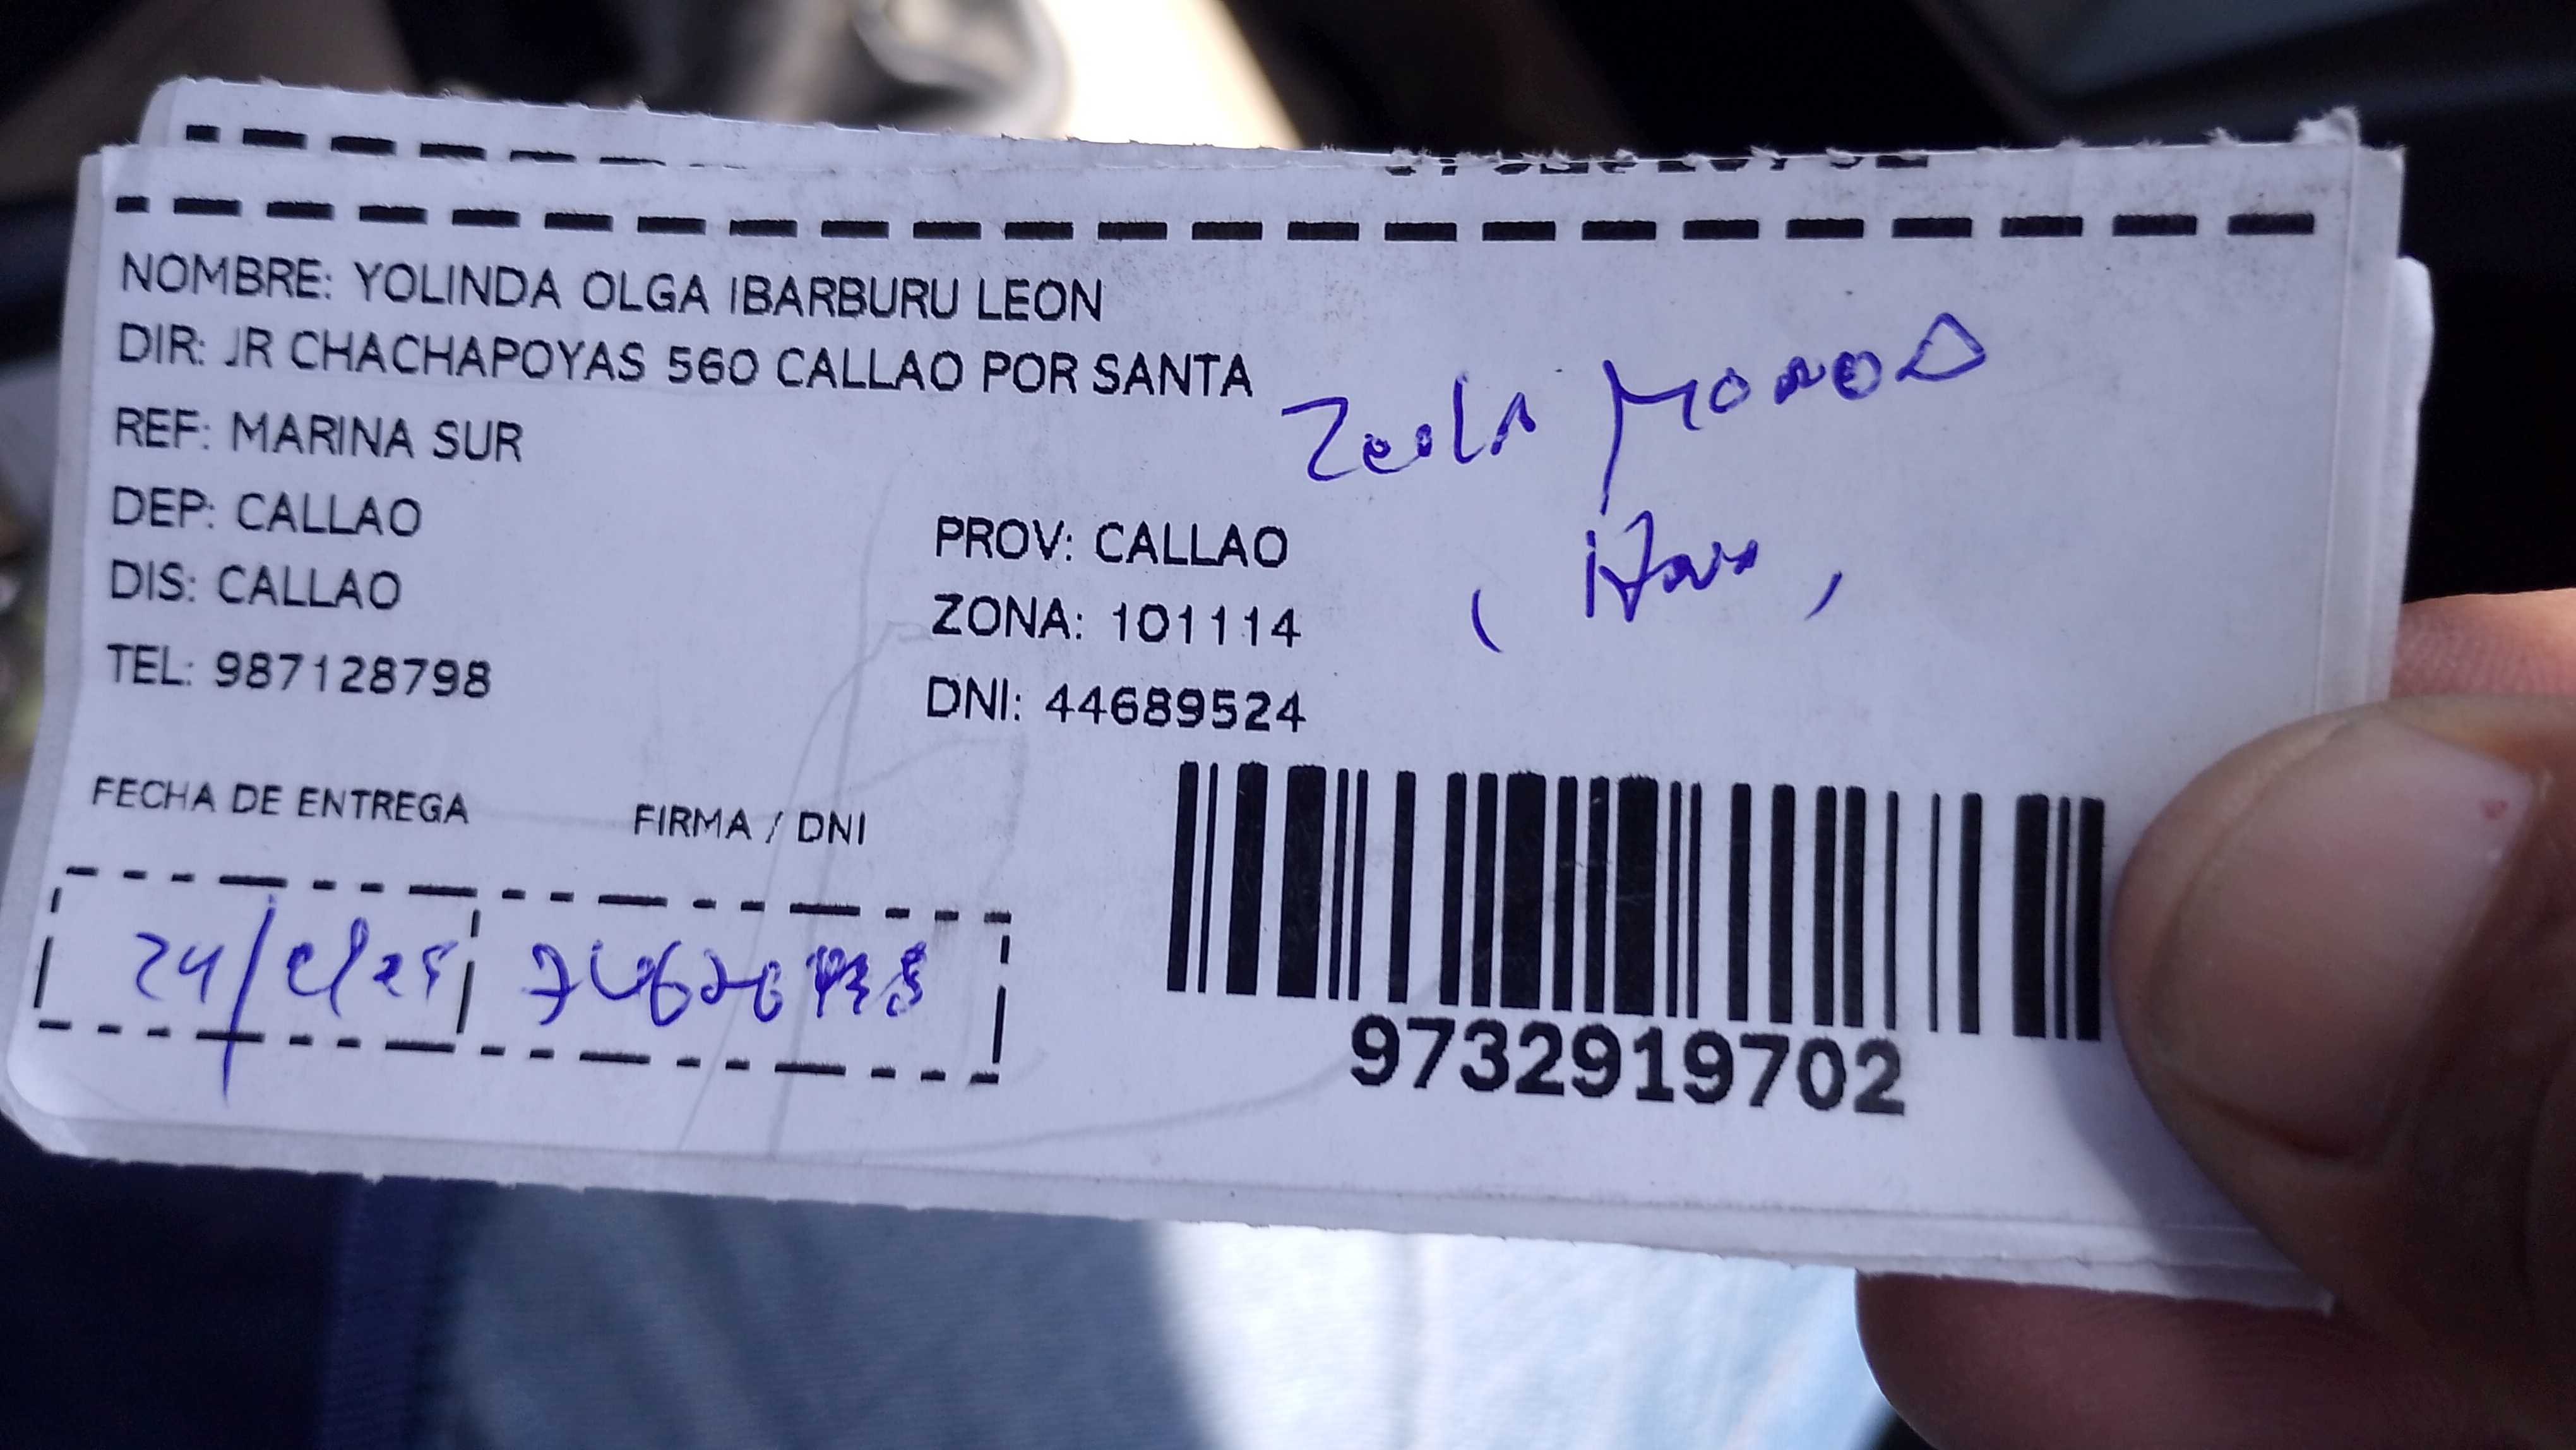 NOMBRE: YOLINDA OLGA IBARBURU LEON
DIR: JR CHACHAPOYAS 560 CALLAO POR SANTA
REF: MARINA SUR
DEP: CALLAO
PROV: CALLAO
DIS: CALLAO
ZONA: 101114
TEL: 987128798
DNI: 44689524
FECHA DE ENTREGA
FIRMA / DNI
9732919702